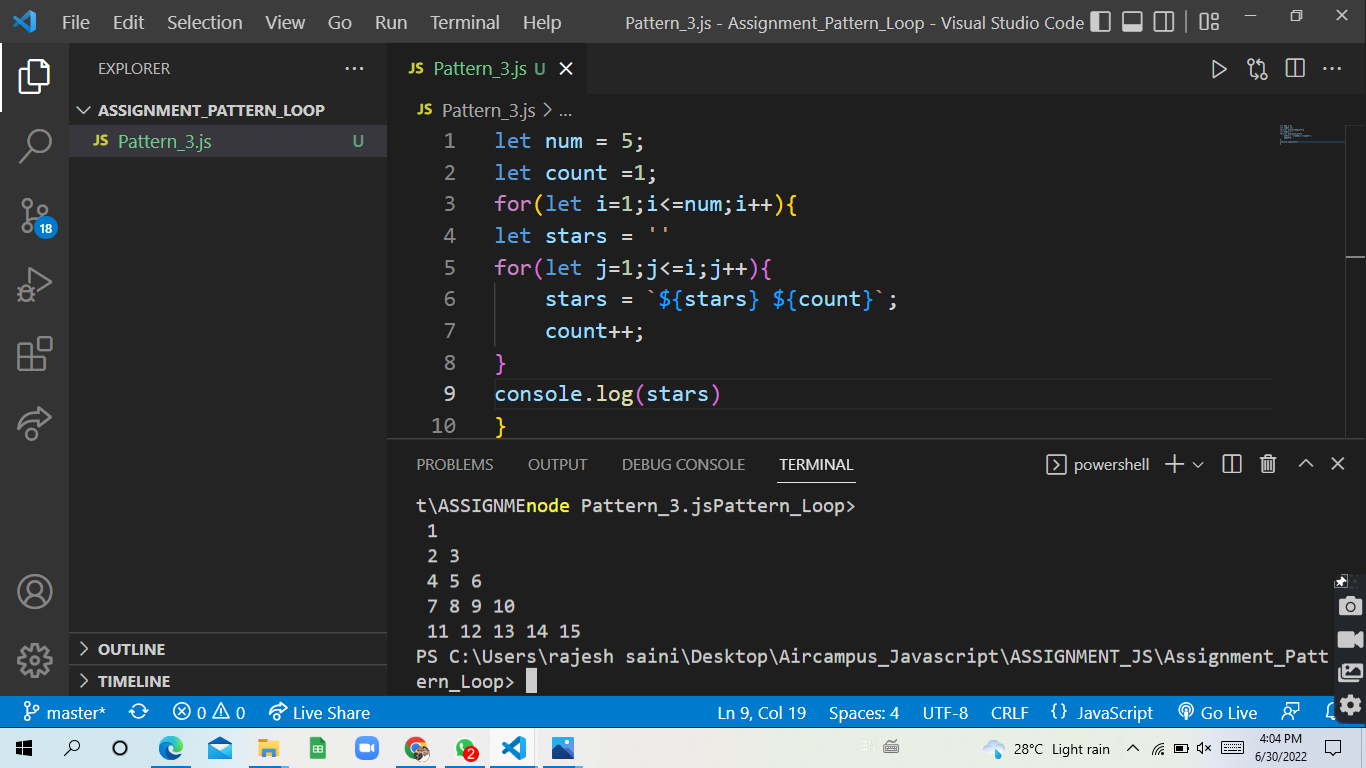 File Edit Selection View Go Run Terminal Help Pattern_3.js - Assignment_Pattern_Loop - Visual Studio Code
EXPLORER
ASSIGNMENT_PATTERN_LOOP
JS Pattern_3.js U
18
OUTLINE
TIMELINE
JS Pattern_3.js U
JS Pattern_3.js > ...
1 let num = 5;
2 let count =1;
3 for(let i=1;i<=num;i++){
4 let stars = ''
5 for(let j=1;j<=i;j++){
6 stars = `${stars} ${count}`;
7 count++;
8 }
9 console.log(stars)
10 }
PROBLEMS OUTPUT DEBUG CONSOLE TERMINAL powershell
t\ASSIGNMEnode Pattern_3.jsPattern_Loop>
1
2 3
4 5 6
7 8 9 10
11 12 13 14 15
PS C:\Users\rajesh saini\Desktop\Aircampus_Javascript\ASSIGNMENT_JS\Assignment_Patt
ern_Loop>
master* 0 0 Live Share Ln 9, Col 19 Spaces: 4 UTF-8 CRLF {} JavaScript Go Live
2
28°C Light rain
4:04 PM
6/30/2022